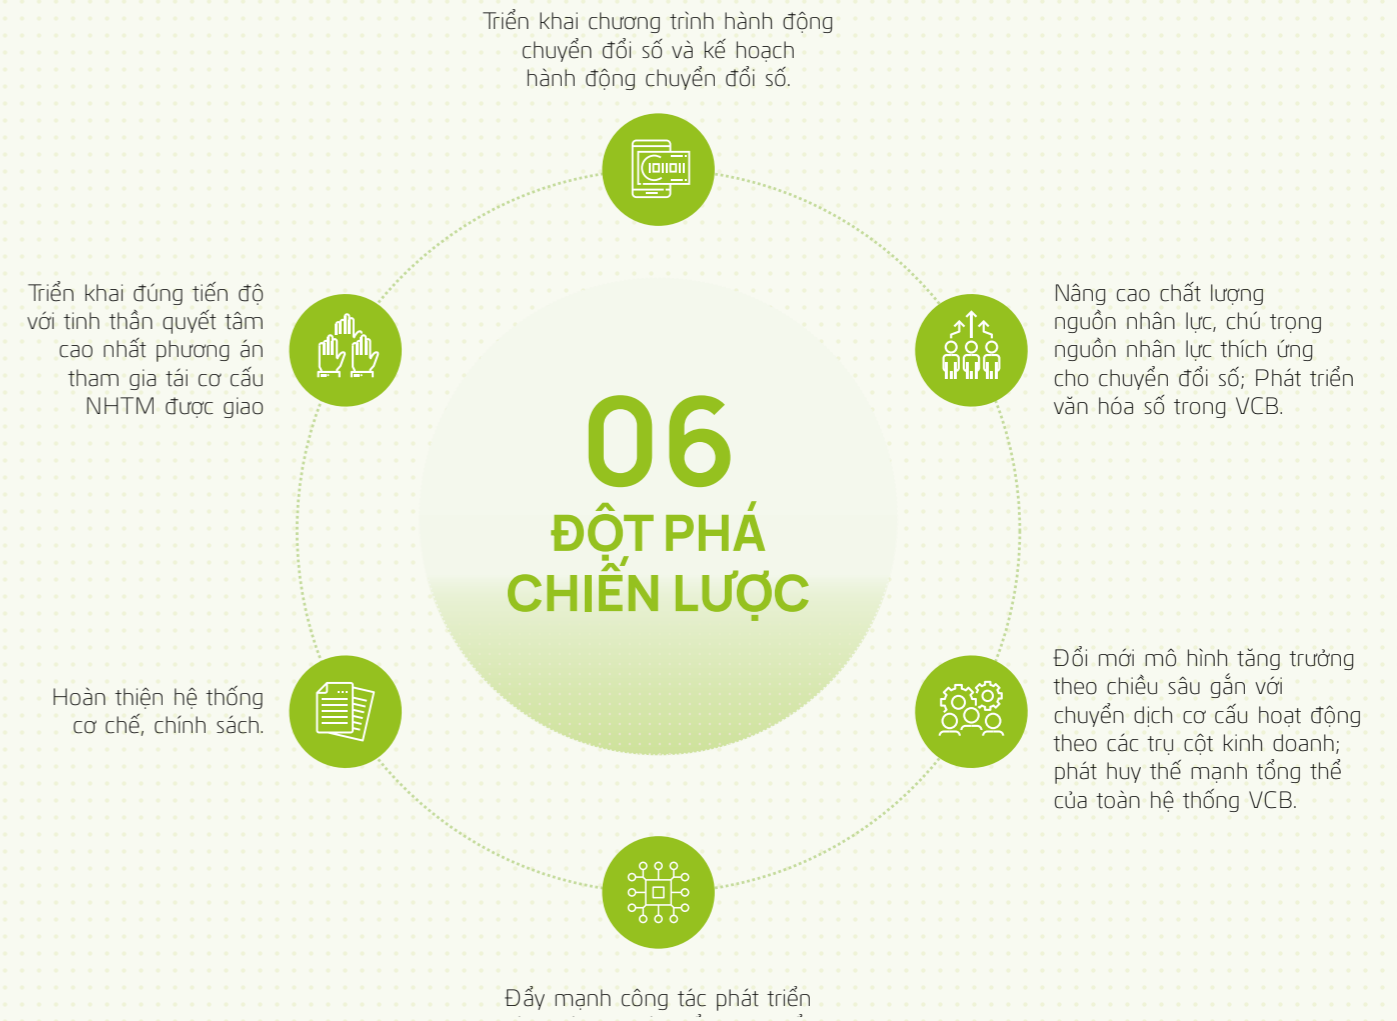 Triển khai chương trình hành động
chuyển đổi số và kế hoạch
hành động chuyển đổi số.
1011011
Triển khai đúng tiến độ
với tinh thần quyết tâm
cao nhất phương án
tham gia tái cơ cấu
NHTM được giao
Nâng cao chất lượng
nguồn nhân lực, chú trọng
nguồn nhân lực thích ứng
cho chuyển đổi số; Phát triển
văn hóa số trong VCB.
06
ĐỘT PHÁ
CHIẾN LƯỢC
Hoàn thiện hệ thống
cơ chế, chính sách.
Đổi mới mô hình tăng trưởng
theo chiều sâu gắn với
chuyển dịch cơ cấu hoạt động
theo các trụ cột kinh doanh;
phát huy thế mạnh tổng thể
của toàn hệ thống VCB.
Đẩy mạnh công tác phát triển